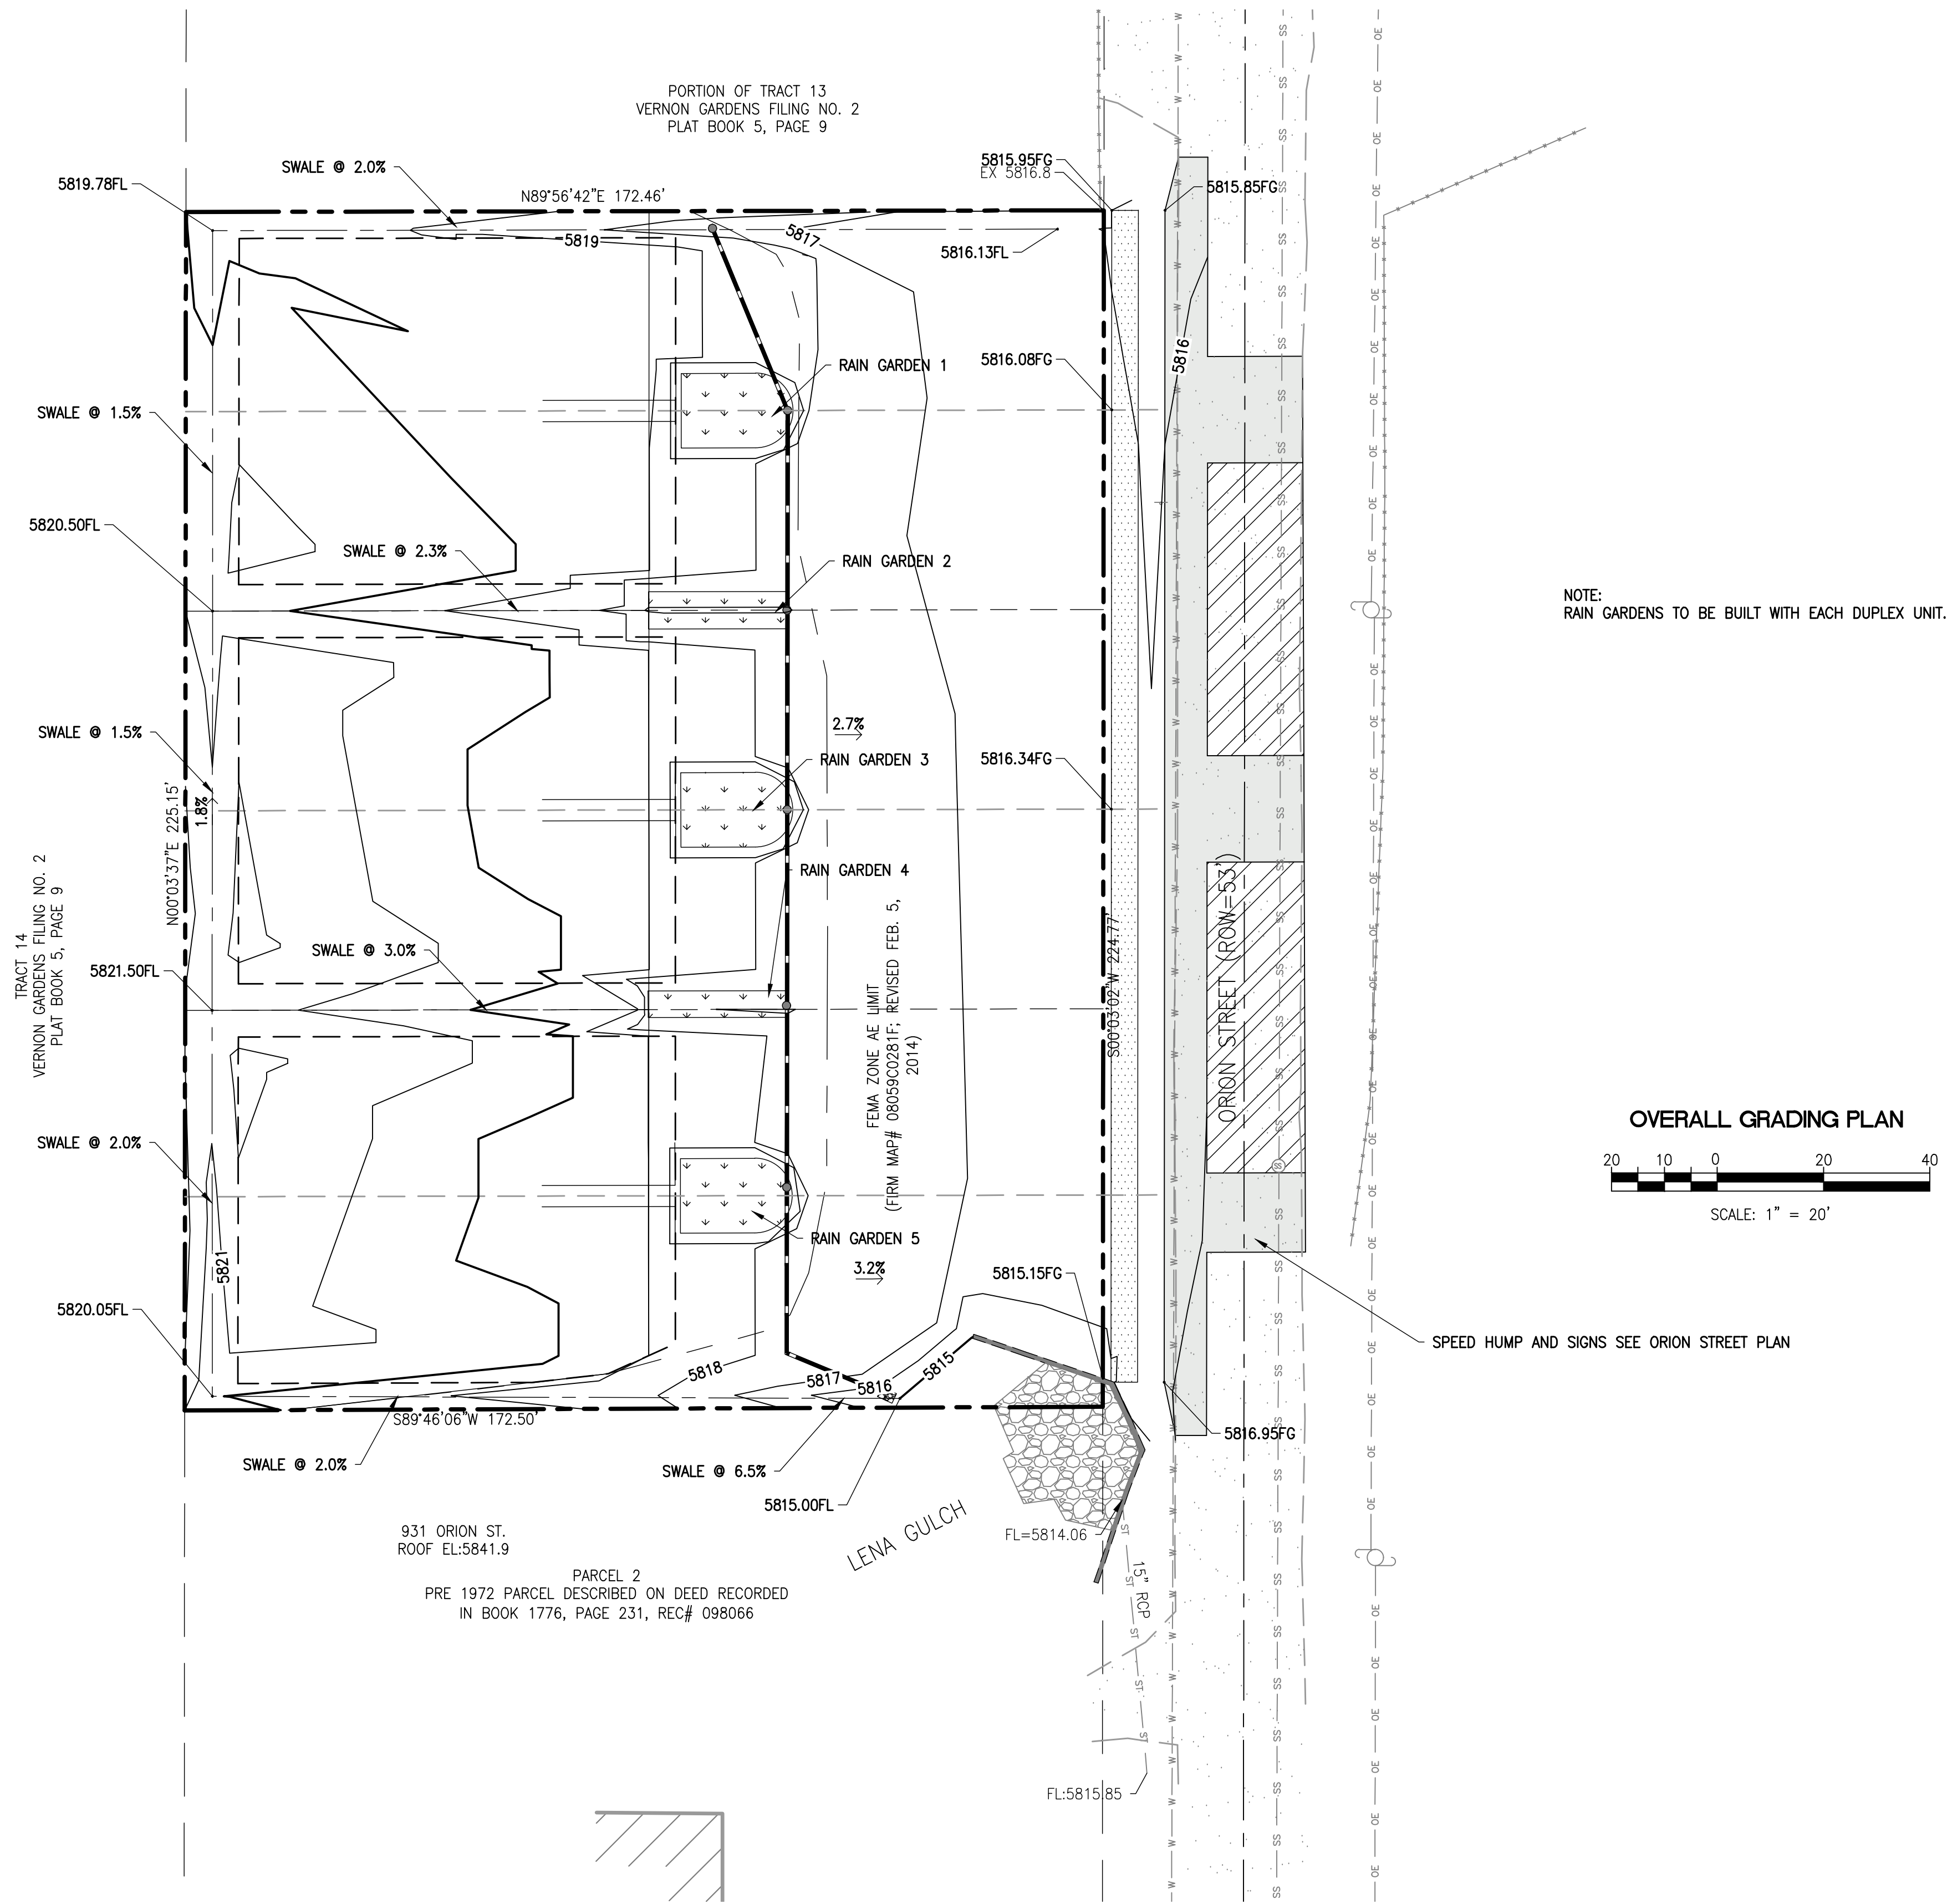 PORTION OF TRACT 13
VERNON GARDENS FILING NO. 2
PLAT BOOK 5, PAGE 9
SWALE @ 2.0%
5819.78FL
N89°56'42"E 172.46'
5815.95FG
EX 5816.8
5815.85FG
5819
5817
5816.13FL
RAIN GARDEN 1
5816.08FG
5816
SWALE @ 1.5%
5820.50FL
SWALE @ 2.3%
RAIN GARDEN 2
NOTE:
RAIN GARDENS TO BE BUILT WITH EACH DUPLEX UNIT.
SWALE @ 1.5%
2.7%
RAIN GARDEN 3
5816.34FG
1.8%
N00°03'37"E 225.15'
TRACT 14
VERNON GARDENS FILING NO. 2
PLAT BOOK 5, PAGE 9
RAIN GARDEN 4
SWALE @ 3.0%
5821.50FL
FEMA ZONE AE LIMIT
(FIRM MAP# 08059C0281F; REVISED FEB. 5,
2014)
S00°03'02"W 224.77'
ORION STREET (ROW=53')
OVERALL GRADING PLAN
20 10 0 20 40
SCALE: 1" = 20'
SWALE @ 2.0%
RAIN GARDEN 5
3.2%
5821
5815.15FG
5820.05FL
SPEED HUMP AND SIGNS SEE ORION STREET PLAN
5818
5817
5816
5815
S89°46'06"W 172.50'
5816.95FG
SWALE @ 2.0%
SWALE @ 6.5%
5815.00FL
LENA GULCH
FL=5814.06
15" RCP
931 ORION ST.
ROOF EL:5841.9
PARCEL 2
PRE 1972 PARCEL DESCRIBED ON DEED RECORDED
IN BOOK 1776, PAGE 231, REC# 098066
FL:5815.85
W
SS
OE
ST